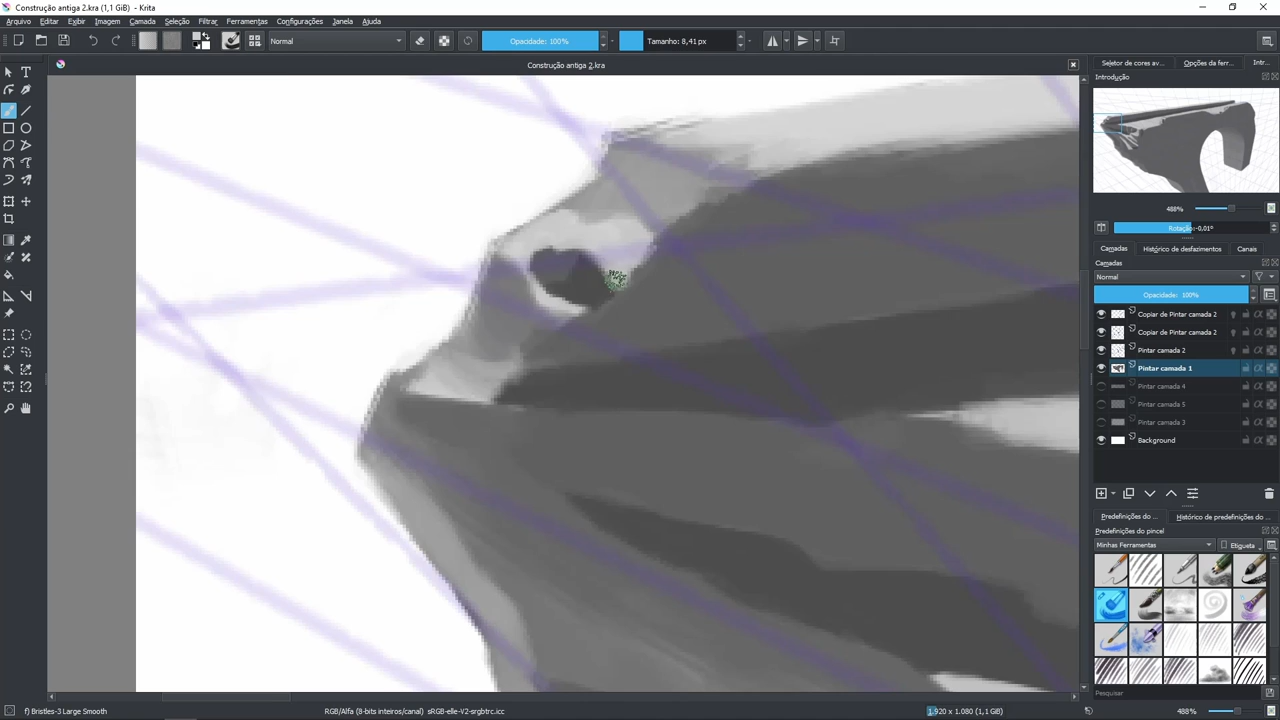 Construção antiga 2.kra (1,1 GiB) - Krita
Arquivo Editar Exibir Imagem Camada Seleção Filtrar Ferramentas Configurações Janela Ajuda
Normal Opacidade: 100% Tamanho: 8,41 px
Construção antiga 2.kra
Seletor de cores av... Opções da ferr... Intr...
Introdução
488%
Rotação:-0,01°
Camadas Histórico de desfazimentos Canais
Camadas
Normal
Opacidade: 100%
Copiar de Pintar camada 2
Copiar de Pintar camada 2
Pintar camada 2
Pintar camada 1
Pintar camada 4
Pintar camada 5
Pintar camada 3
Background
Predefinições do ... Histórico de predefinições do ...
Predefinições do pincel
Minhas Ferramentas Etiqueta
Pesquisar
f) Bristles-3 Large Smooth RGB/Alfa (8-bits inteiros/canal) sRGB-elle-V2-srgbtrc.icc 1.920 x 1.080 (1,1 GiB) 488%